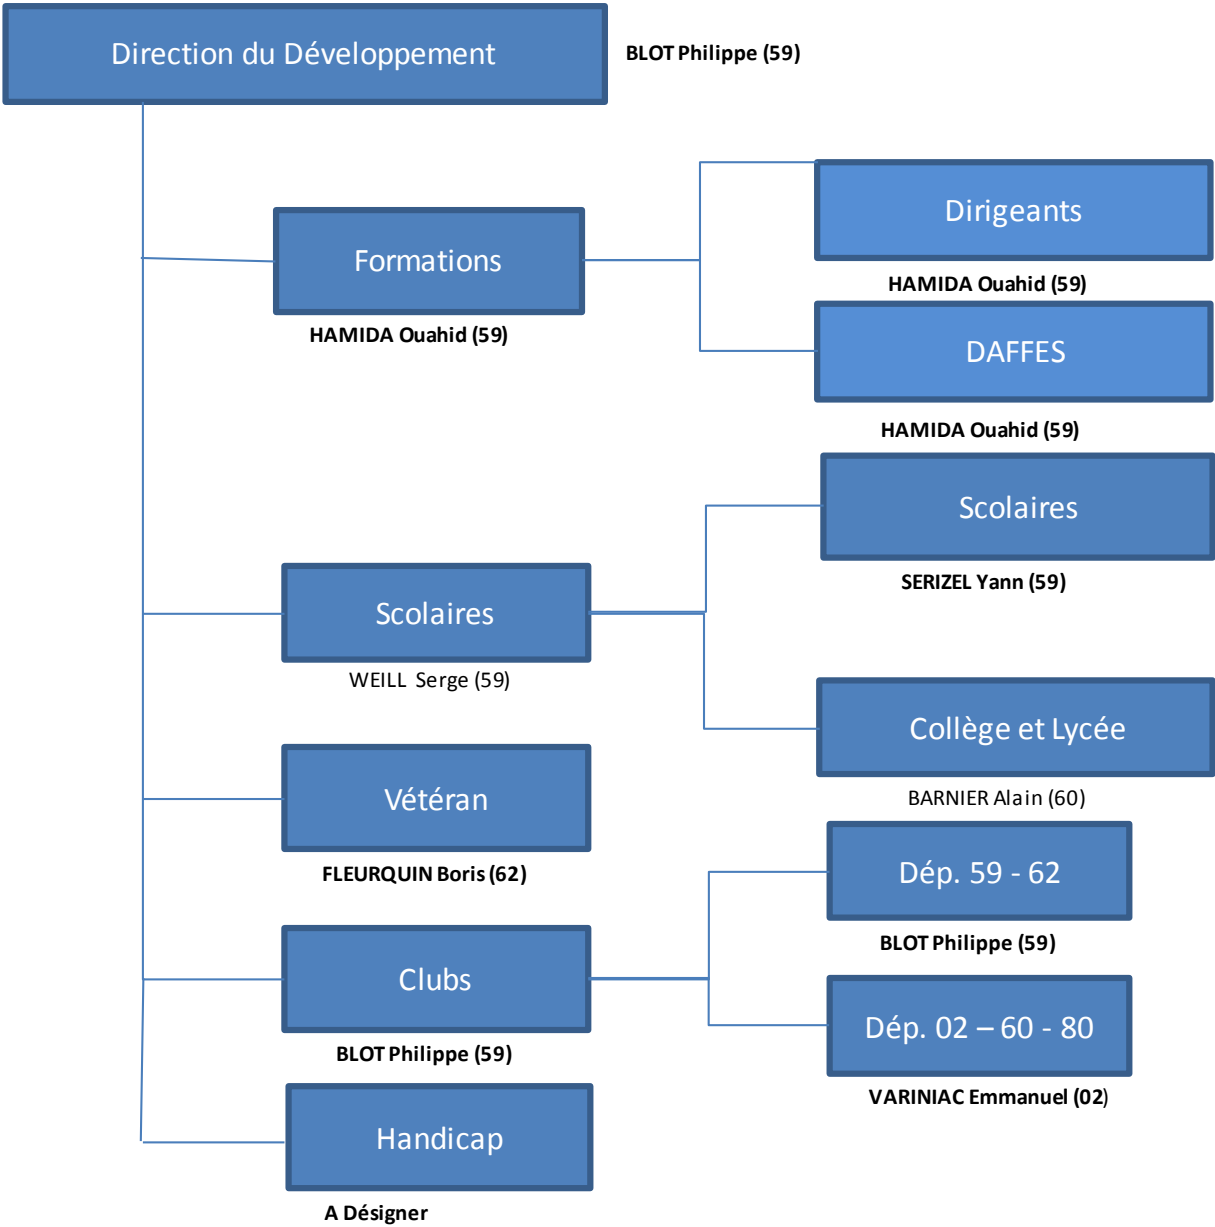 Direction du Développement
BLOT Philippe (59)
Dirigeants
HAMIDA Ouahid (59)
Formations
HAMIDA Ouahid (59)
DAFFES
HAMIDA Ouahid (59)
Scolaires
SERIZEL Yann (59)
Scolaires
WEILL Serge (59)
Collège et Lycée
BARNIER Alain (60)
Vétéran
FLEURQUIN Boris (62)
Dép. 59 - 62
BLOT Philippe (59)
Clubs
BLOT Philippe (59)
Dép. 02 – 60 - 80
VARINIAC Emmanuel (02)
Handicap
A Désigner